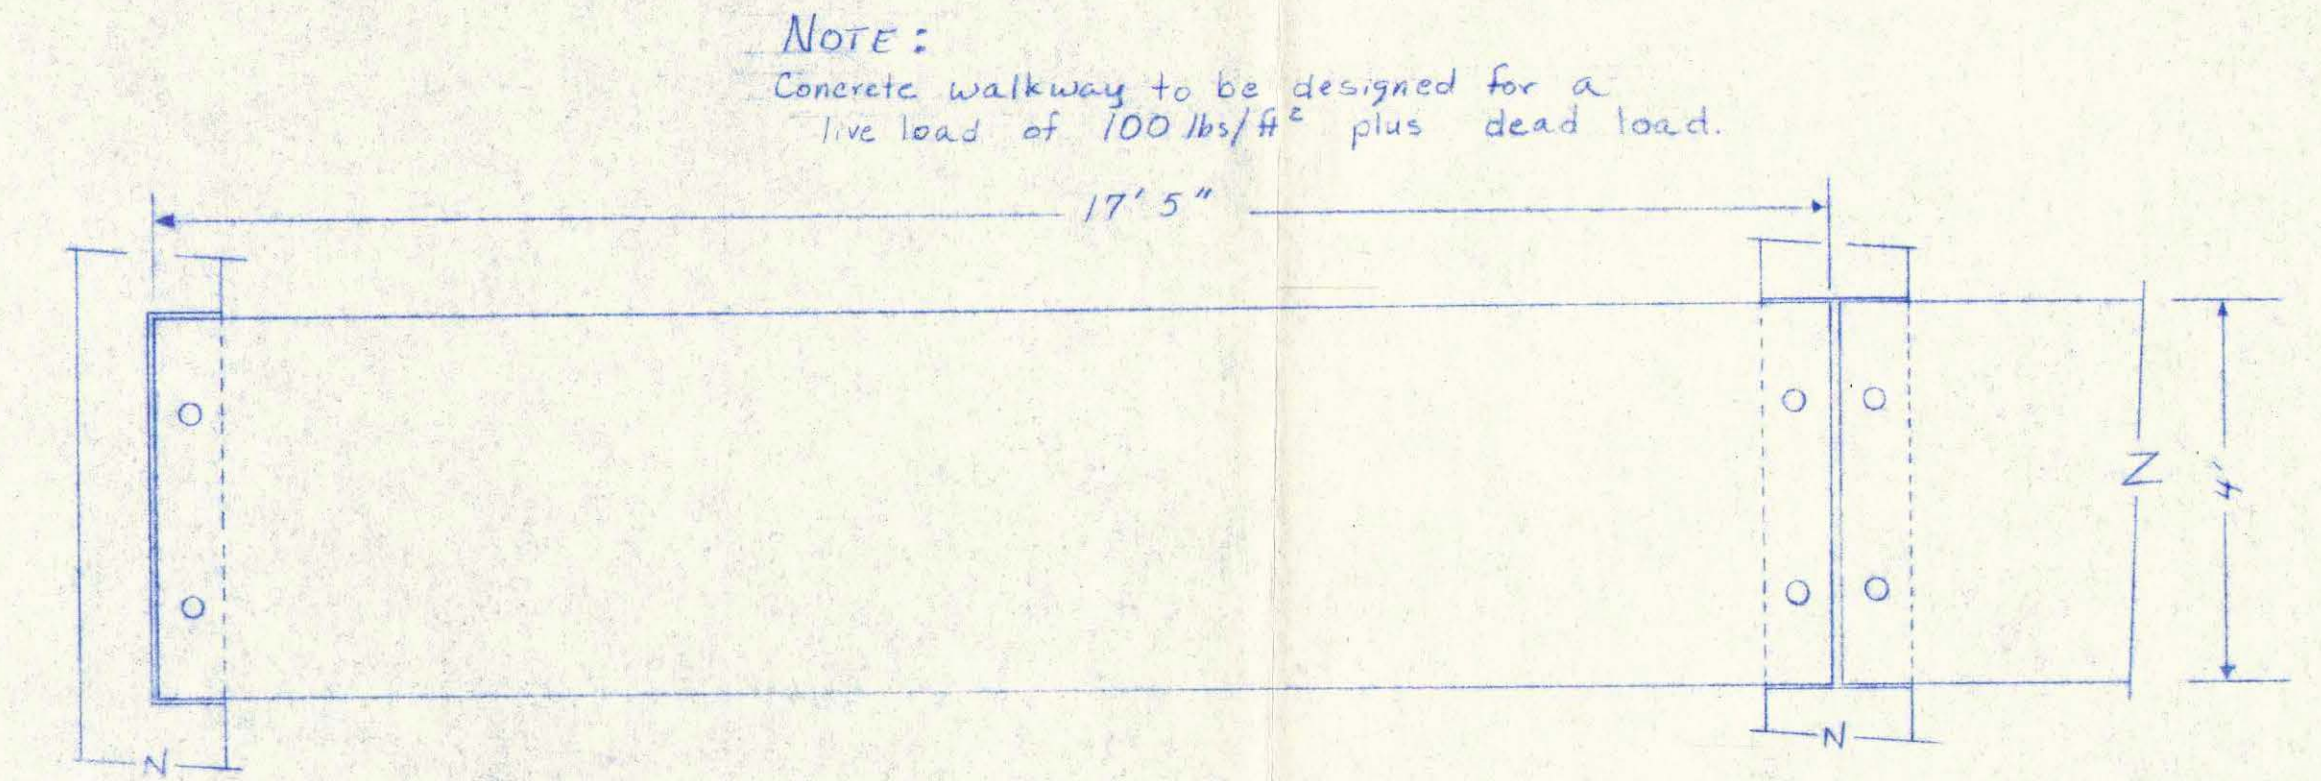 NOTE:
Concrete walkway to be designed for a
live load of 100 lbs/ft² plus dead load.
17' 5"
4'